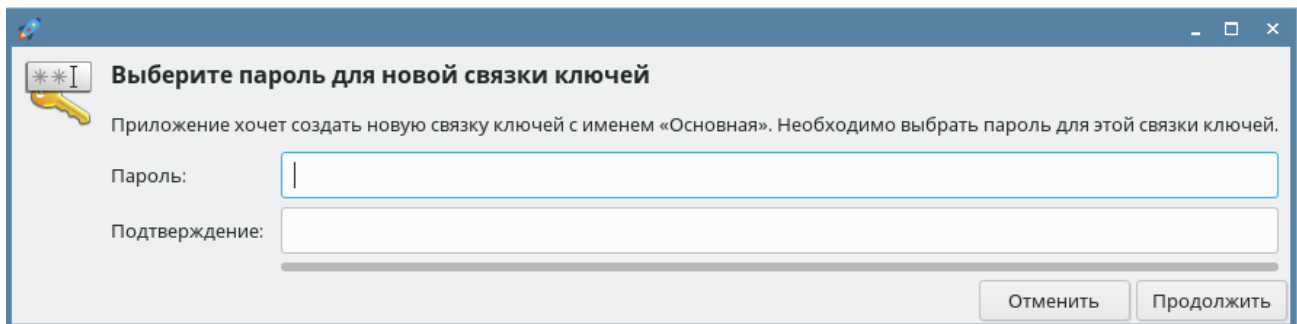 Выберите пароль для новой связки ключей
Приложение хочет создать новую связку ключей с именем «Основная». Необходимо выбрать пароль для этой связки ключей.
Пароль:
Подтверждение:
Отменить
Продолжить